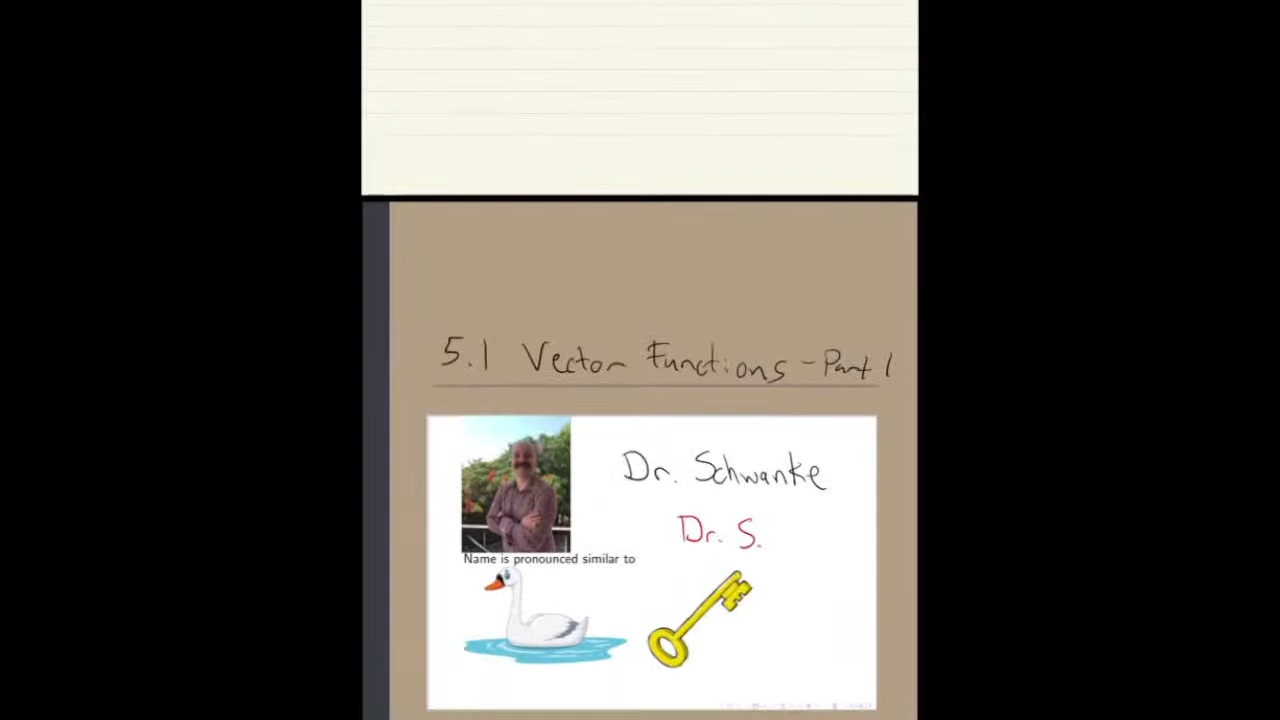 5.1 Vector Functions - Part 1
Dr. Schwanke
Dr. S.
Name is pronounced similar to